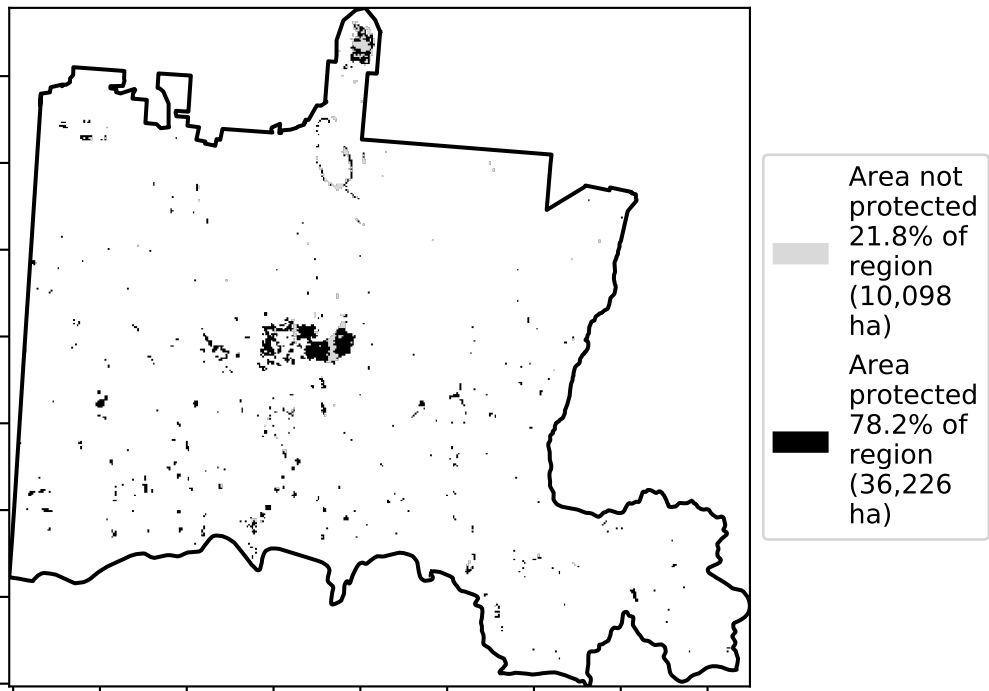 Area not
protected
21.8% of
region
(10,098
ha)
Area
protected
78.2% of
region
(36,226
ha)